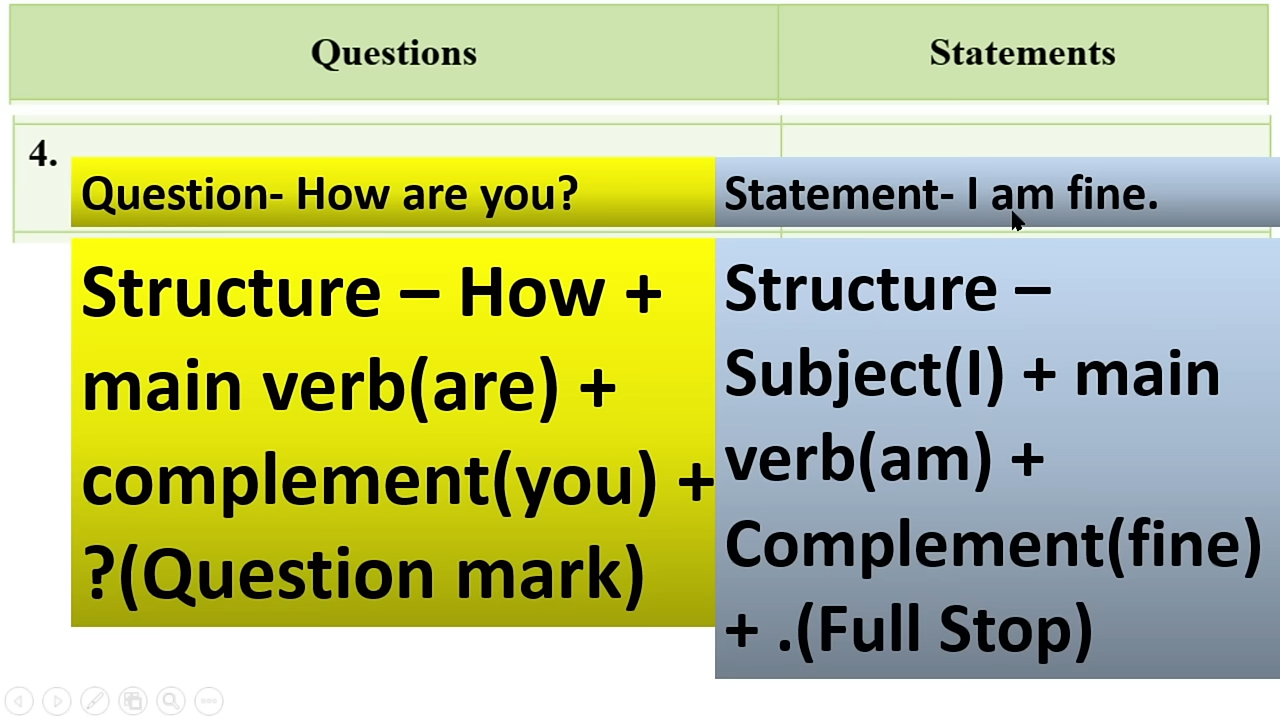 Questions
Statements
4.
Question- How are you?
Statement- I am fine.
Structure – How +
main verb(are) +
complement(you) +
?(Question mark)
Structure –
Subject(I) + main
verb(am) +
Complement(fine)
+ .(Full Stop)